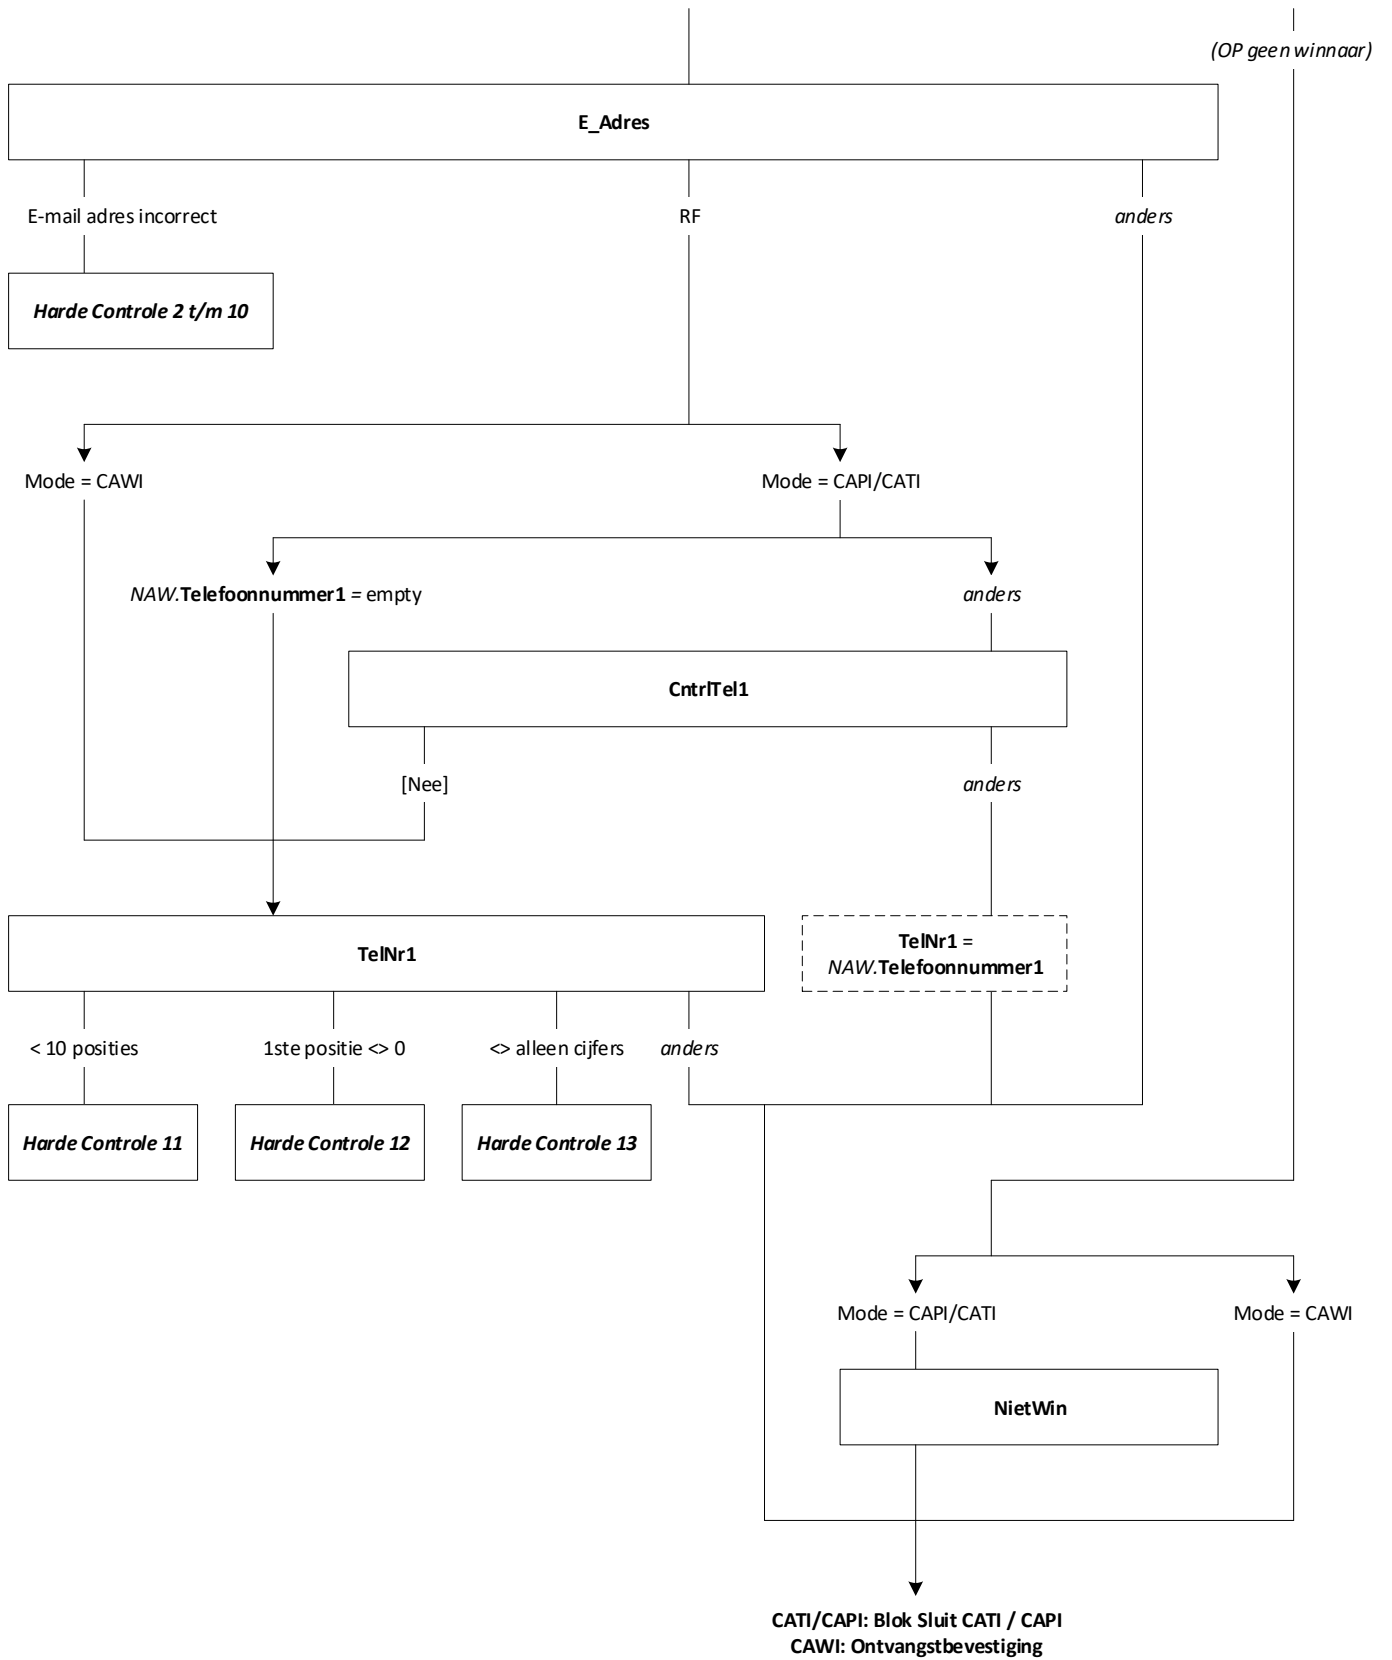 (OP geen winnaar)
E_Adres
E-mail adres incorrect
RF
anders
Harde Controle 2 t/m 10
Mode = CAWI
Mode = CAPI/CATI
NAW.Telefoonnummer1 = empty
anders
CntrlTel1
[Nee]
anders
TelNr1
TelNr1 =
NAW.Telefoonnummer1
< 10 posities
1ste positie <> 0
<> alleen cijfers
anders
Harde Controle 11
Harde Controle 12
Harde Controle 13
Mode = CAPI/CATI
Mode = CAWI
NietWin
CATI/CAPI: Blok Sluit CATI / CAPI
CAWI: Ontvangstbevestiging